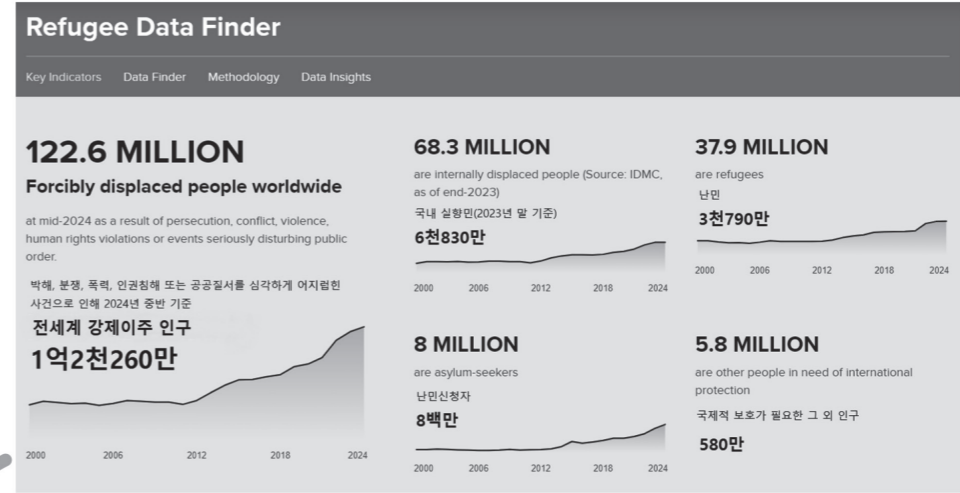 Refugee Data Finder
Key Indicators Data Finder Methodology Data Insights
122.6 MILLION
Forcibly displaced people worldwide
at mid-2024 as a result of persecution, conflict, violence,
human rights violations or events seriously disturbing public
order.
박해, 분쟁, 폭력, 인권침해 또는 공공질서를 심각하게 어지럽힌
사건으로 인해 2024년 중반 기준
전세계 강제이주 인구
1억2천260만
2000 2006 2012 2018 2024
68.3 MILLION
are internally displaced people (Source: IDMC,
as of end-2023)
국내 실향민(2023년 말 기준)
6천830만
2000 2006 2012 2018 2024
37.9 MILLION
are refugees
난민
3천790만
2000 2006 2012 2018 2024
8 MILLION
are asylum-seekers
난민신청자
8백만
2000 2006 2012 2018 2024
5.8 MILLION
are other people in need of international
protection
국제적 보호가 필요한 그 외 인구
580만